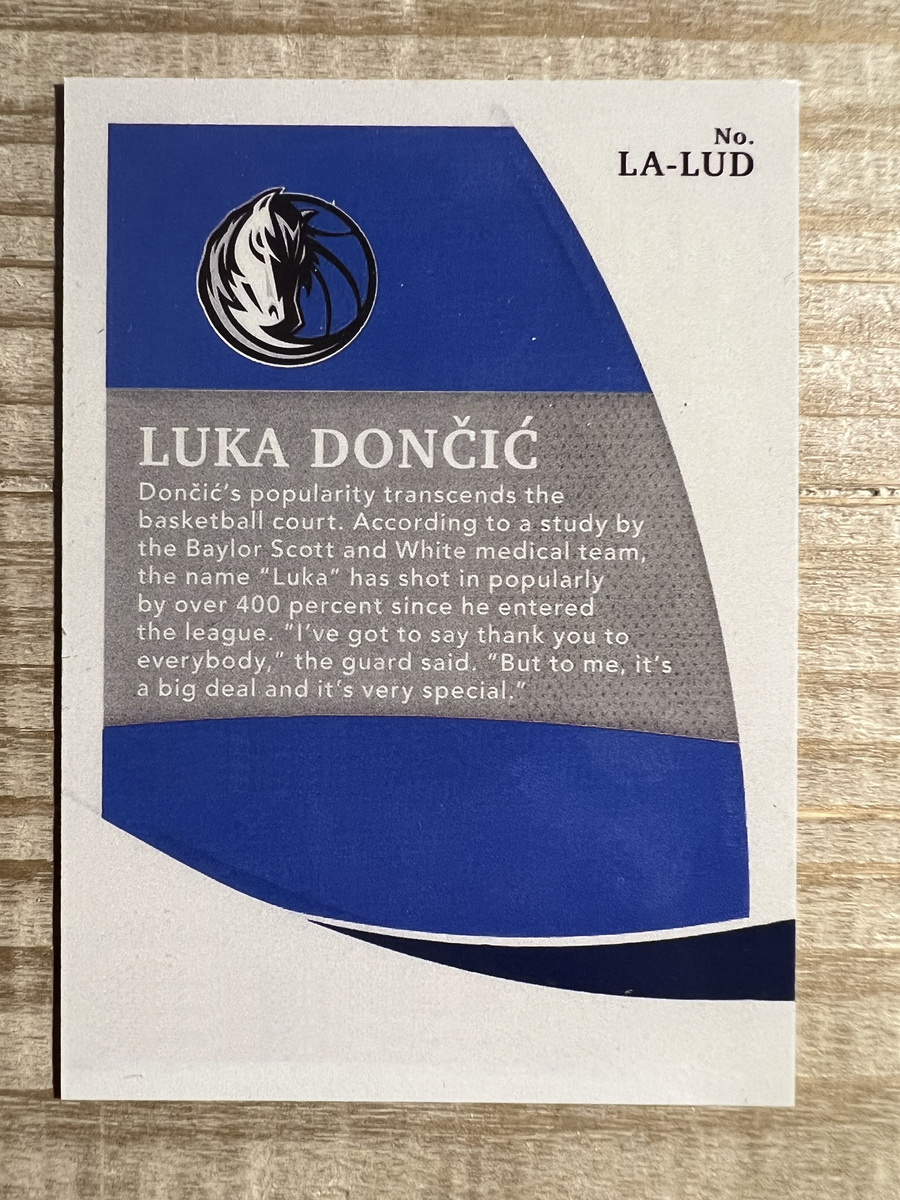 No.
LA-LUD
LUKA DONČIĆ
Dončić's popularity transcends the
basketball court. According to a study by
the Baylor Scott and White medical team,
the name “Luka” has shot in popularly
by over 400 percent since he entered
the league. “I've got to say thank you to
everybody,” the guard said. “But to me, it's
a big deal and it's very special.”